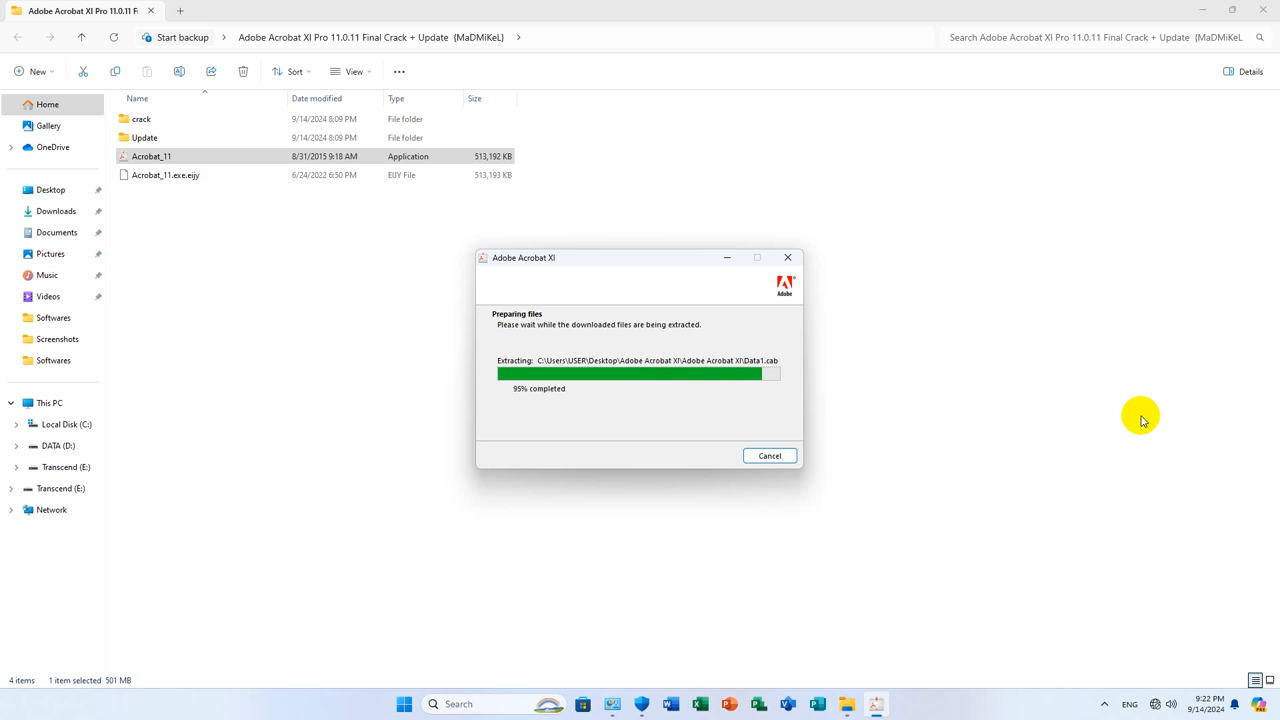 Adobe Acrobat XI Pro 11.0.11 Fi
Start backup
Adobe Acrobat XI Pro 11.0.11 Final Crack + Update {MaDMiKeL}
Search Adobe Acrobat XI Pro 11.0.11 Final Crack + Update {MaDMiKeL
New
Sort
View
Details
Name
Date modified
Type
Size
Home
Gallery
OneDrive
Desktop
Downloads
Documents
Pictures
Music
Videos
Softwares
Screenshots
Softwares
This PC
Local Disk (C:)
DATA (D:)
Transcend (E:)
Transcend (E:)
Network
crack 9/14/2024 8:09 PM File folder
Update 9/14/2024 8:09 PM File folder
Acrobat_11 8/31/2015 9:18 AM Application 513,192 KB
Acrobat_11.exe.eijy 6/24/2022 6:50 PM EIJY File 513,193 KB
Adobe Acrobat XI
Adobe
Preparing files
Please wait while the downloaded files are being extracted.
Extracting: C:\Users\USER\Desktop\Adobe Acrobat XI\Adobe Acrobat XI\Data1.cab
95% completed
Cancel
4 items 1 item selected 501 MB
Search
ENG
9:22 PM
9/14/2024